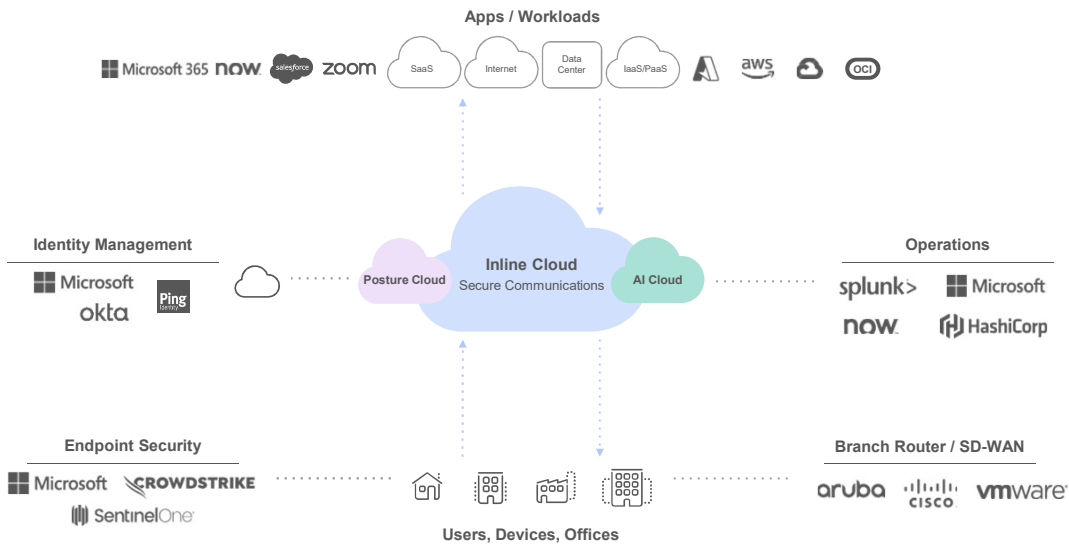 Apps / Workloads
Microsoft 365
now
salesforce
zoom
SaaS
Internet
Data
Center
IaaS/PaaS
aws
OCI
Identity Management
Microsoft
okta
Ping
Identity
Posture Cloud
Inline Cloud
Secure Communications
AI Cloud
Operations
splunk>
Microsoft
now
HashiCorp
Endpoint Security
Microsoft
CROWDSTRIKE
SentinelOne
Users, Devices, Offices
Branch Router / SD-WAN
aruba
CISCO
vmware